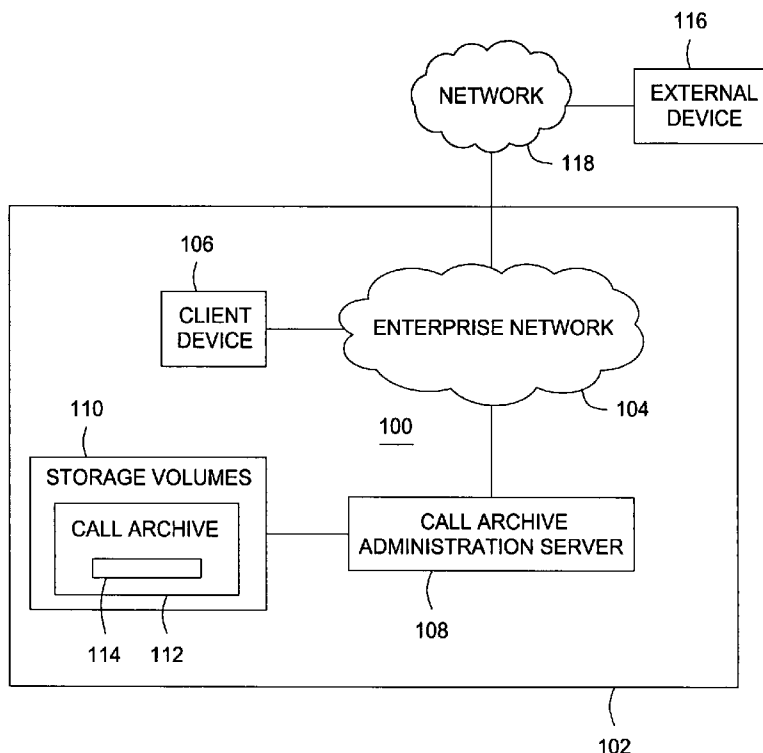 116
NETWORK
EXTERNAL
DEVICE
118
106
CLIENT
DEVICE
ENTERPRISE NETWORK
104
110
100
STORAGE VOLUMES
CALL ARCHIVE
CALL ARCHIVE
ADMINISTRATION SERVER
114
112
108
102